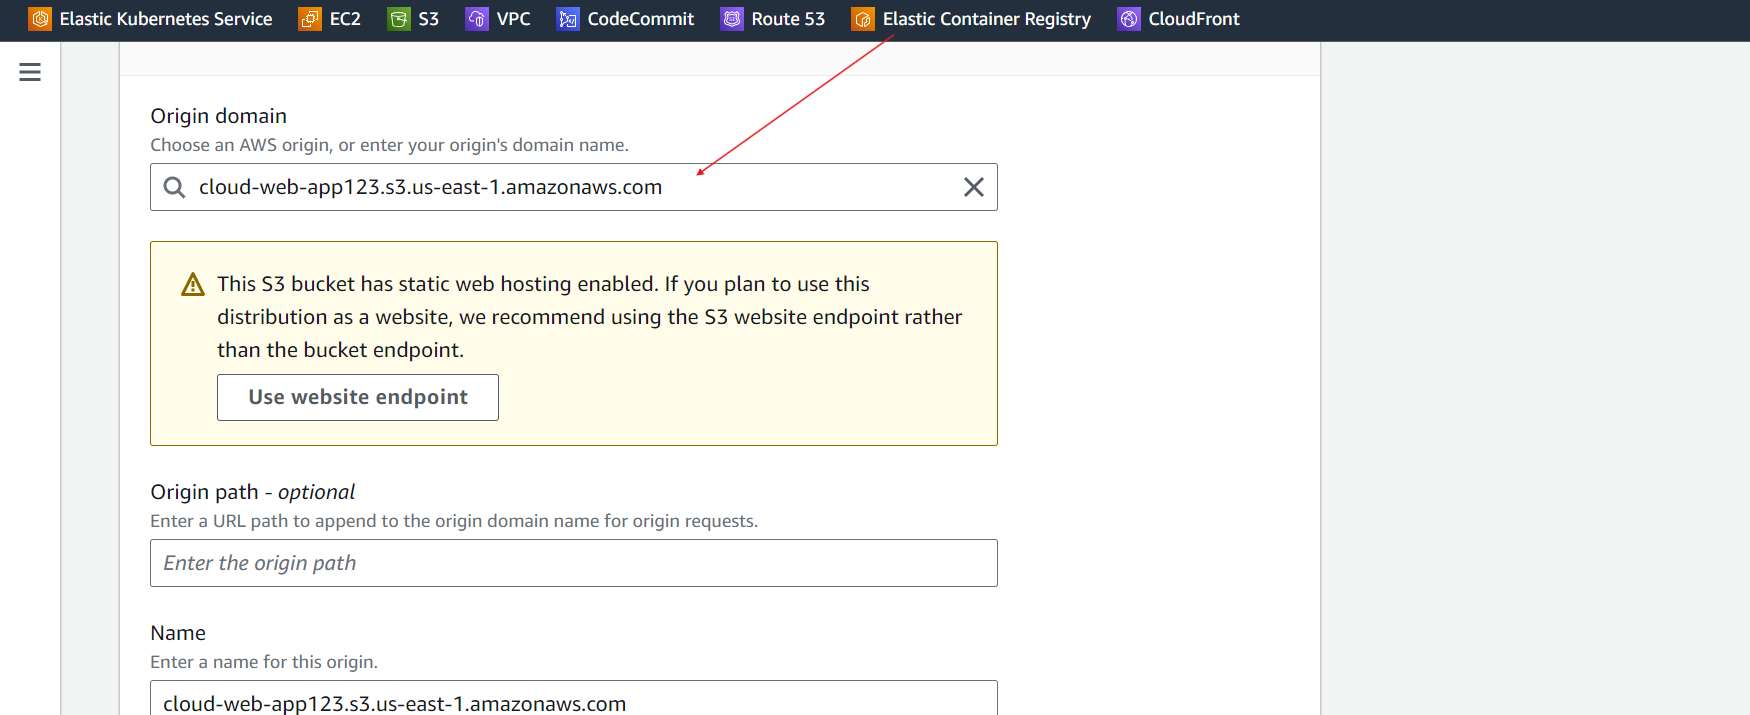 Elastic Kubernetes Service EC2 S3 VPC CodeCommit Route 53 Elastic Container Registry CloudFront
Origin domain
Choose an AWS origin, or enter your origin's domain name.
cloud-web-app123.s3.us-east-1.amazonaws.com
This S3 bucket has static web hosting enabled. If you plan to use this
distribution as a website, we recommend using the S3 website endpoint rather
than the bucket endpoint.
Use website endpoint
Origin path - optional
Enter a URL path to append to the origin domain name for origin requests.
Enter the origin path
Name
Enter a name for this origin.
cloud-web-app123.s3.us-east-1.amazonaws.com